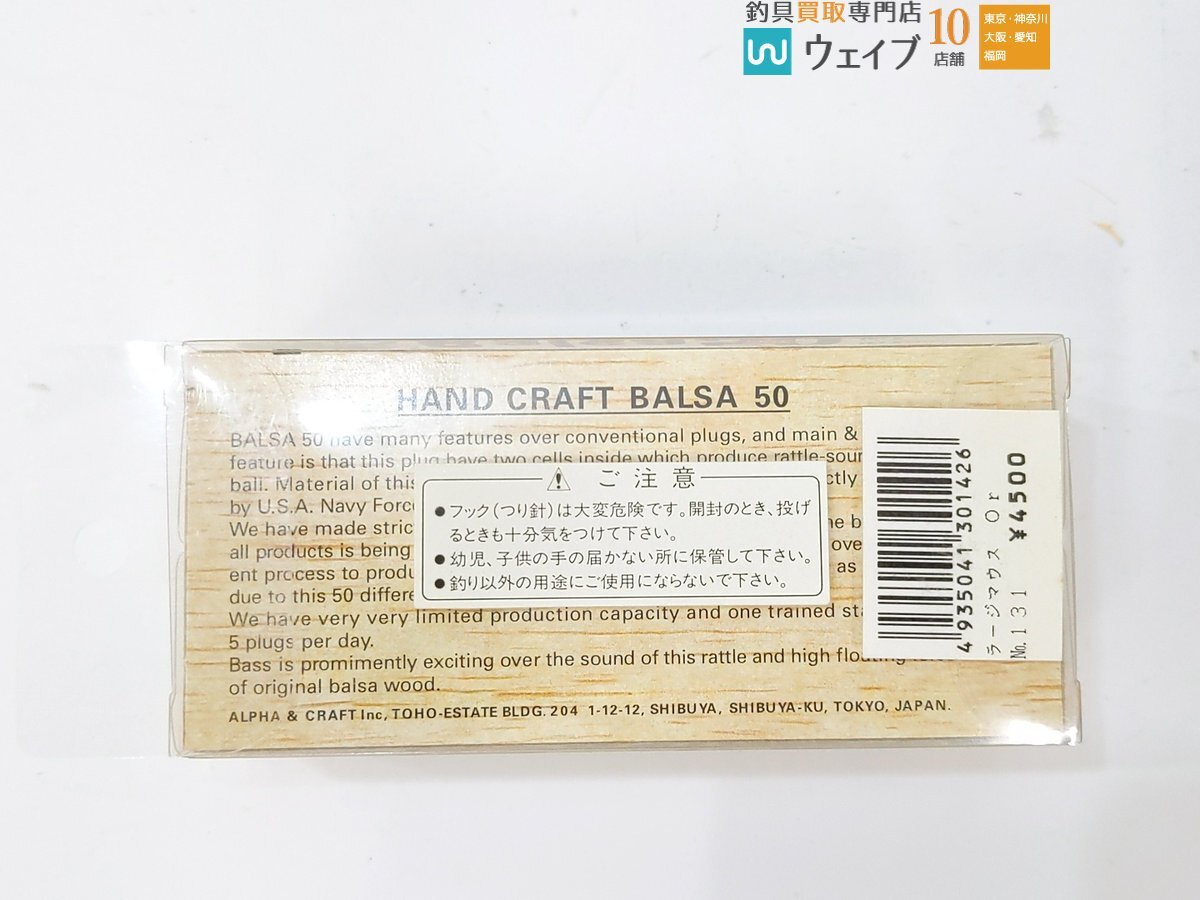 釣具買取専門店
ウェイブ
10
店舗
東京・神奈川
大阪・愛知
福岡
HAND CRAFT BALSA 50
BALSA 50 have many features over conventional plugs, and main &
feature is that this plug have two cells inside which produce rattle-soun
ball. Material of this ctly
by U.S.A. Navy Force
We have made stric he b
all products is being ove
ent process to produ as
due to this 50 differe
We have very very limited production capacity and one trained sta
5 plugs per day.
Bass is promimently exciting over the sound of this rattle and high floating
of original balsa wood.
ALPHA & CRAFT Inc, TOHO-ESTATE BLDG. 204 1-12-12, SHIBUYA, SHIBUYA-KU, TOKYO, JAPAN.
ご注意
●フック(つり針)は大変危険です。開封のとき、投げ
るときも十分気をつけて下さい。
●幼児、子供の手の届かない所に保管して下さい。
●釣り以外の用途にご使用にならないで下さい。
4935041301426
ラージマウス Or ¥4500
No.131